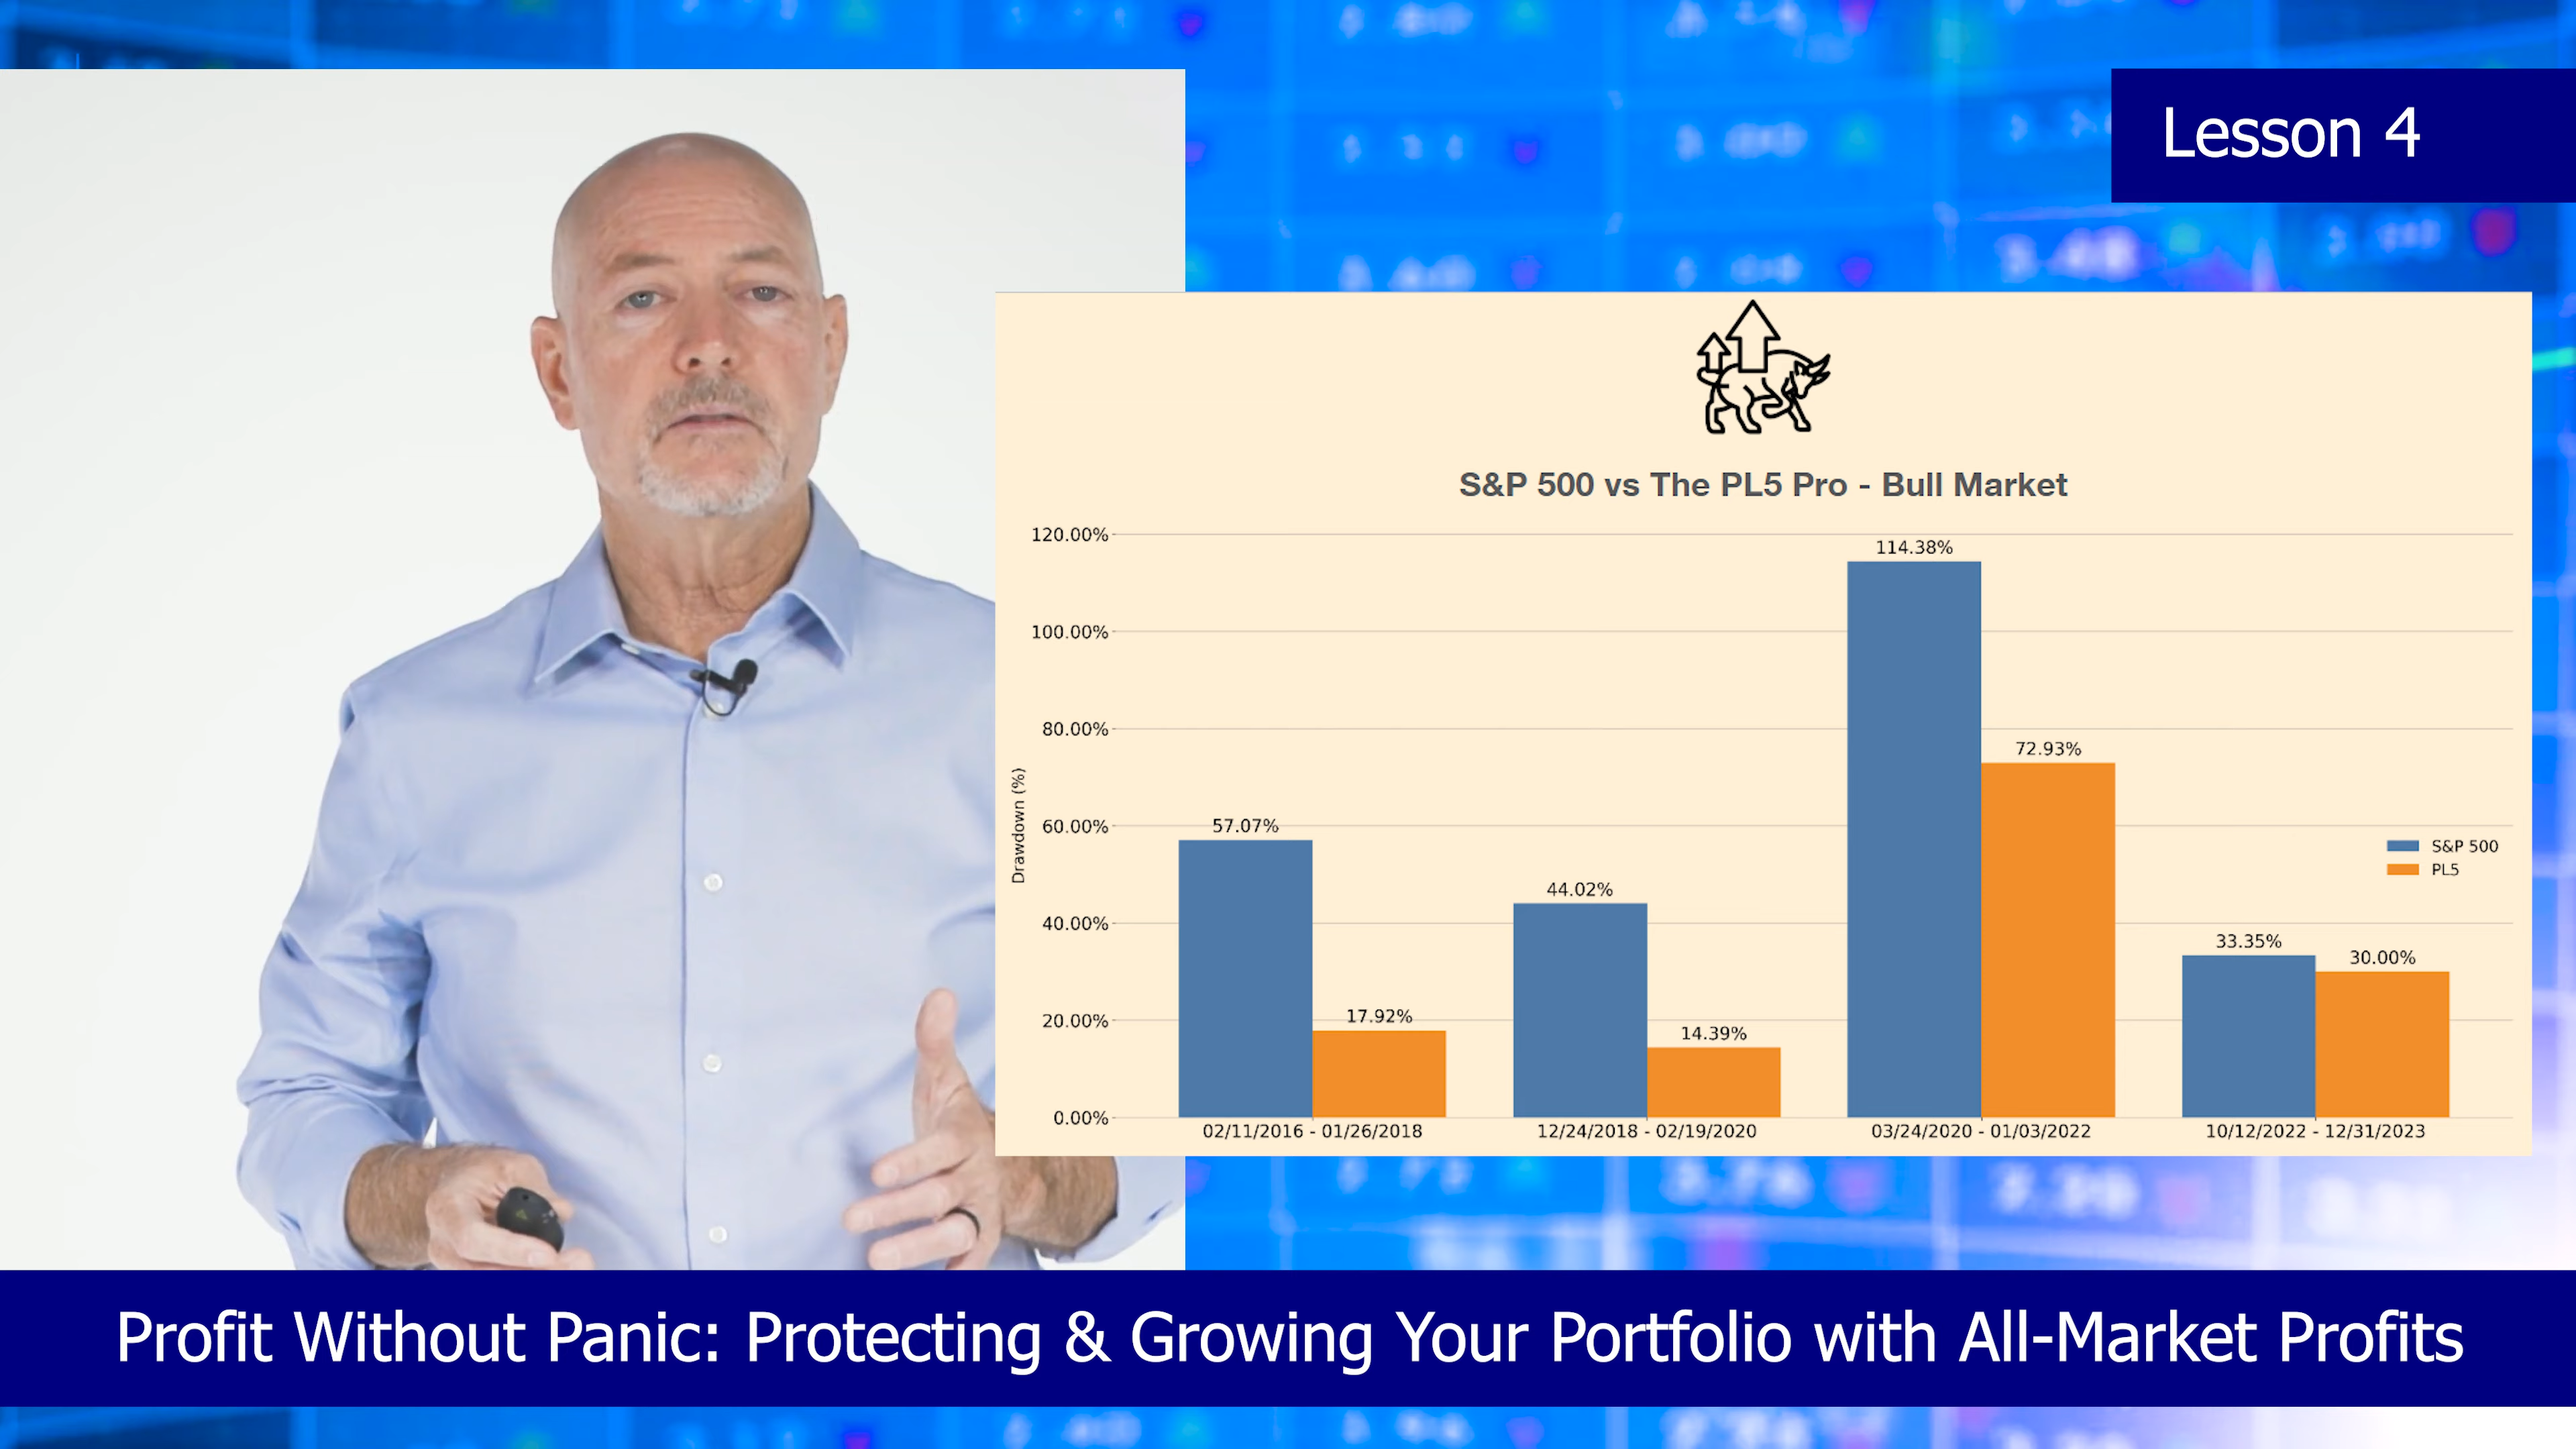 Lesson 4
S&P 500 vs The PL5 Pro - Bull Market
120.00%
100.00%
80.00%
60.00%
40.00%
20.00%
0.00%
Drawdown (%)
57.07%
17.92%
44.02%
14.39%
114.38%
72.93%
33.35%
30.00%
S&P 500
PL5
02/11/2016 - 01/26/2018
12/24/2018 - 02/19/2020
03/24/2020 - 01/03/2022
10/12/2022 - 12/31/2023
Profit Without Panic: Protecting & Growing Your Portfolio with All-Market Profits